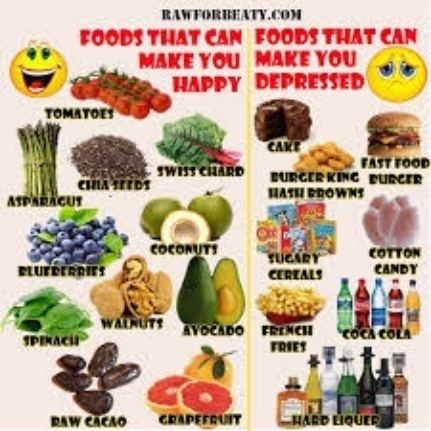 RAWFORBEATY.COM
FOODS THAT CAN
MAKE YOU
HAPPY
TOMATOES
ASPARAGUS
CHIA SEEDS
SWISS CHARD
BLUEBERRIES
COCONUTS
SPINACH
WALNUTS
AVOCADO
RAW CACAO
GRAPEFRUIT
FOODS THAT CAN
MAKE YOU
DEPRESSED
CAKE
BURGER KING
HASH BROWNS
FAST FOOD
BURGER
SUGARY
CEREALS
COTTON
CANDY
FRENCH
FRIES
COCA COLA
HARD LIQUER